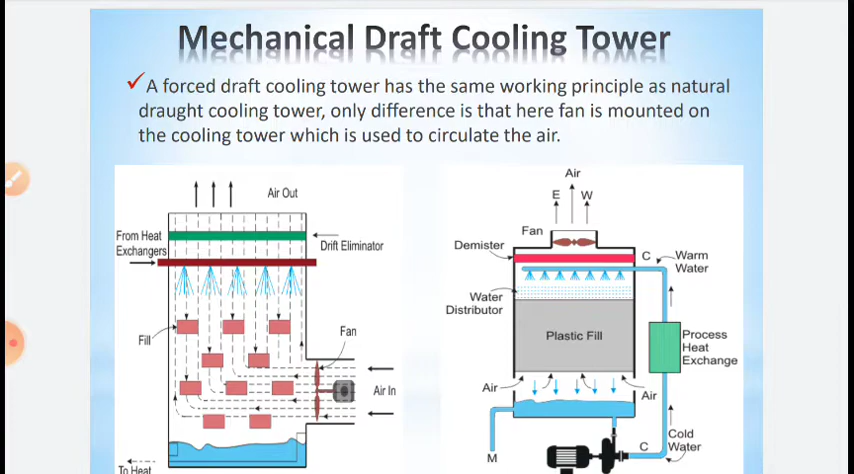 Mechanical Draft Cooling Tower
A forced draft cooling tower has the same working principle as natural
draught cooling tower, only difference is that here fan is mounted on
the cooling tower which is used to circulate the air.
Air Out
From Heat
Exchangers
Drift Eliminator
Fill
Fan
Air In
To Heat
Air
E
W
Fan
Demister
C
Warm
Water
Water
Distributor
Plastic Fill
Process
Heat
Exchange
Air
Air
M
C
Cold
Water